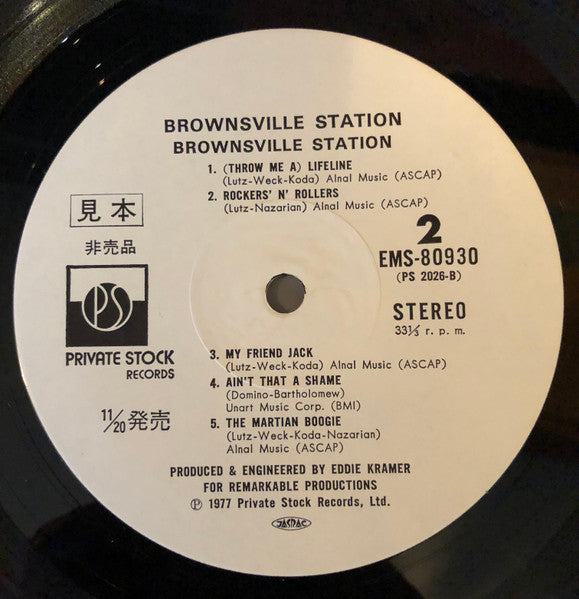 BROWNSVILLE STATION
BROWNSVILLE STATION
1. (THROW ME A) LIFELINE
(Lutz-Weck-Koda) Alnal Music (ASCAP)
2. ROCKERS' N' ROLLERS
(Lutz-Nazarian) Alnal Music (ASCAP)
見本
非売品
2
EMS-80930
(PS 2026-B)
PS
PRIVATE STOCK
RECORDS
STEREO
33⅓ r. p. m.
3. MY FRIEND JACK
(Lutz-Weck-Koda) Alnal Music (ASCAP)
4. AIN'T THAT A SHAME
(Domino-Bartholomew)
Unart Music Corp. (BMI)
5. THE MARTIAN BOOGIE
(Lutz-Weck-Koda-Nazarian)
Alnal Music (ASCAP)
11/20発売
PRODUCED & ENGINEERED BY EDDIE KRAMER
FOR REMARKABLE PRODUCTIONS
℗ 1977 Private Stock Records, Ltd.
JASRAC